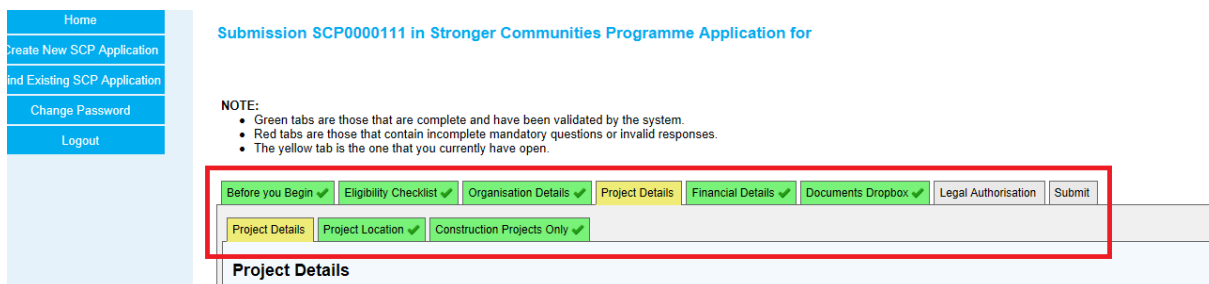 Home
Create New SCP Application
ind Existing SCP Application
Change Password
Logout
Submission SCP0000111 in Stronger Communities Programme Application for
NOTE:
• Green tabs are those that are complete and have been validated by the system.
• Red tabs are those that contain incomplete mandatory questions or invalid responses.
• The yellow tab is the one that you currently have open.
Before you Begin ✔ Eligibility Checklist ✔ Organisation Details ✔ Project Details Financial Details ✔ Documents Dropbox ✔ Legal Authorisation Submit
Project Details Project Location ✔ Construction Projects Only ✔
Project Details